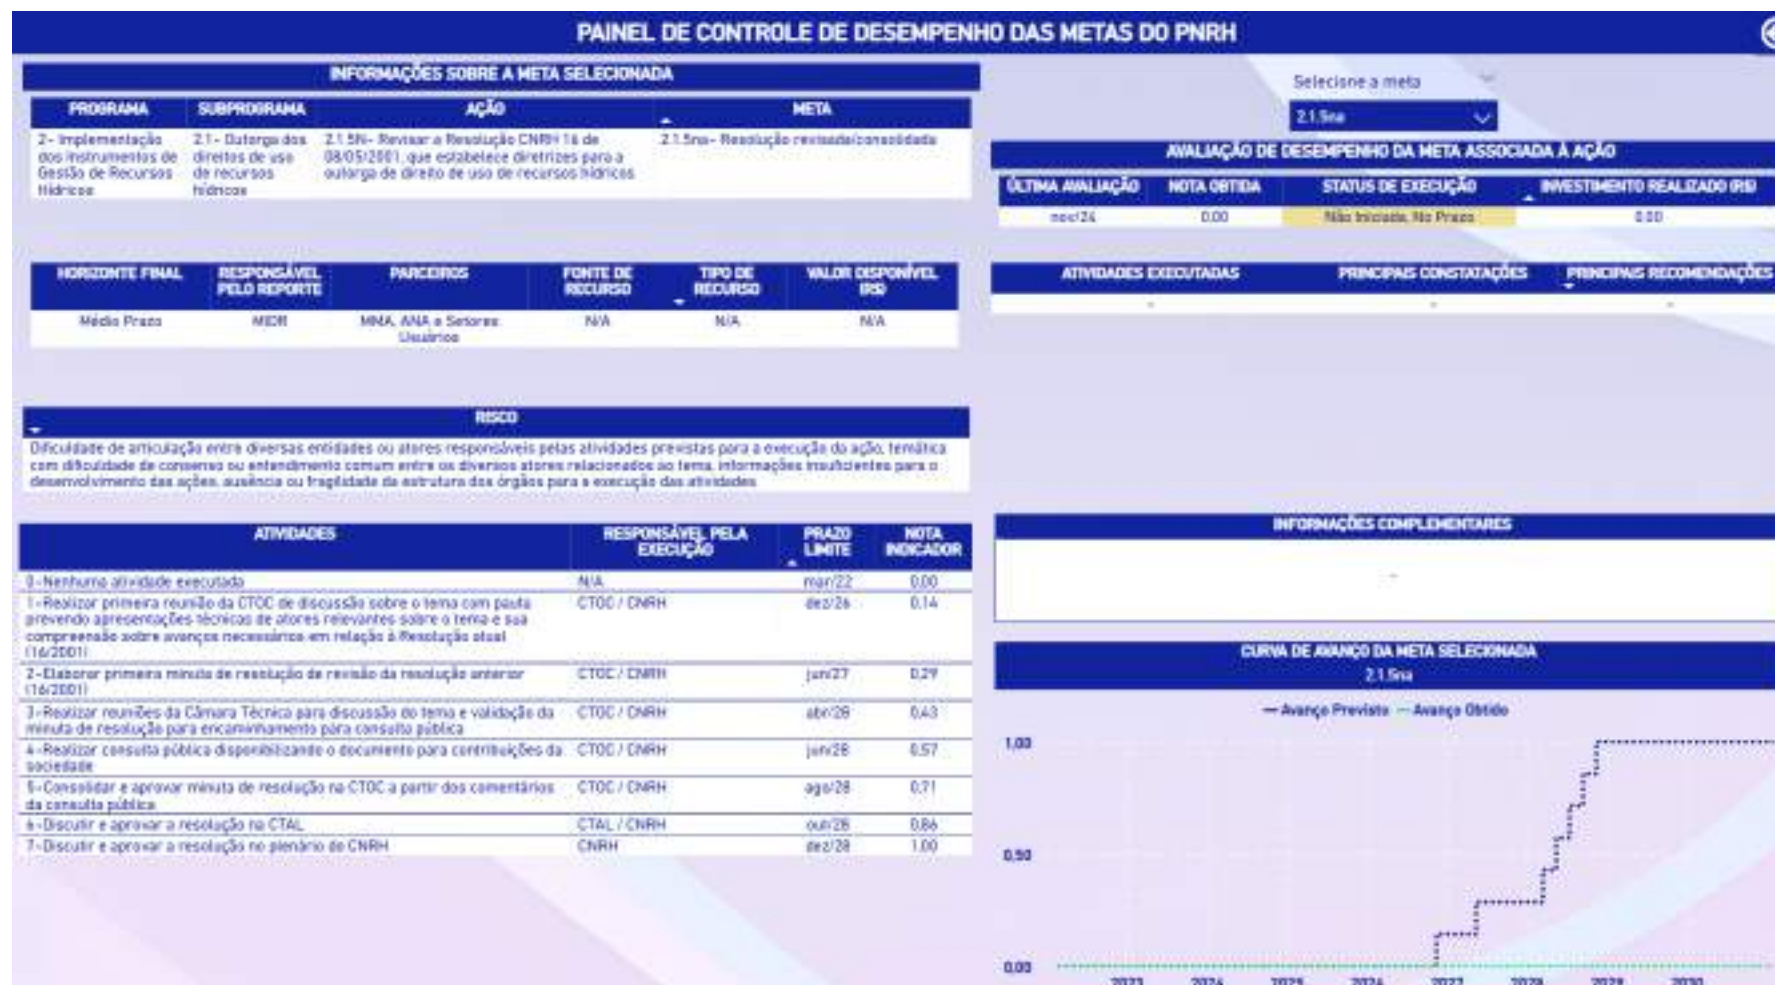 PAINEL DE CONTROLE DE DESEMPENHO DAS METAS DO PNRH
INFORMAÇÕES SOBRE A META SELECIONADA
PROGRAMA SUBPROGRAMA AÇÃO META
2- Implementação dos Instrumentos de Gestão de Recursos Hídricos
2.1- Outorga dos direitos de uso de recursos hídricos
2.1.5N- Revisar a Resolução CNRH 16 de 08/05/2001, que estabelece diretrizes para a outorga de direito de uso de recursos hídricos
2.1.5na- Resolução revisada/consolidada
HORIZONTE FINAL RESPONSÁVEL PELO REPORTE PARCEIROS FONTE DE RECURSO TIPO DE RECURSO VALOR DISPONÍVEL (R$)
Médio Prazo MIDR MMA, ANA e Setores Usuários N/A N/A N/A
RISCO
Dificuldade de articulação entre diversas entidades ou atores responsáveis pelas atividades previstas para a execução da ação, temática
com dificuldade de consenso ou entendimento comum entre os diversos atores relacionados ao tema, informações insuficientes para o
desenvolvimento das ações, ausência ou fragilidade da estrutura dos órgãos para a execução das atividades
ATIVIDADES RESPONSÁVEL PELA EXECUÇÃO PRAZO LIMITE NOTA INDICADOR
0-Nenhuma atividade executada N/A mar/22 0,00
1-Realizar primeira reunião da CTOC de discussão sobre o tema com pauta CTOC / CNRH dez/26 0,14
prevendo apresentações técnicas de atores relevantes sobre o tema e sua
compreensão sobre avanços necessários em relação à Resolução atual
(16/2001)
2-Elaborar primeira minuta de resolução de revisão da resolução anterior CTOC / CNRH jun/27 0,29
(16/2001)
3-Realizar reuniões da Câmara Técnica para discussão do tema e validação da CTOC / CNRH abr/28 0,43
minuta de resolução para encaminhamento para consulta pública
4-Realizar consulta pública disponibilizando o documento para contribuições da CTOC / CNRH jun/28 0,57
sociedade
5-Consolidar e aprovar minuta de resolução na CTOC a partir dos comentários CTOC / CNRH ago/28 0,71
da consulta pública
6-Discutir e aprovar a resolução na CTAL CTAL / CNRH out/28 0,86
7-Discutir e aprovar a resolução no plenário do CNRH CNRH dez/28 1,00
Selecione a meta
2.1.5na
AVALIAÇÃO DE DESEMPENHO DA META ASSOCIADA À AÇÃO
ÚLTIMA AVALIAÇÃO NOTA OBTIDA STATUS DE EXECUÇÃO INVESTIMENTO REALIZADO (R$)
nov/24 0,00 Não Iniciada, No Prazo 0,00
ATIVIDADES EXECUTADAS PRINCIPAIS CONSTATAÇÕES PRINCIPAIS RECOMENDAÇÕES
- - -
INFORMAÇÕES COMPLEMENTARES
-
CURVA DE AVANÇO DA META SELECIONADA
2.1.5na
Avanço Previsto Avanço Obtido
1,00
0,50
0,00
2023 2024 2025 2026 2027 2028 2029 2030